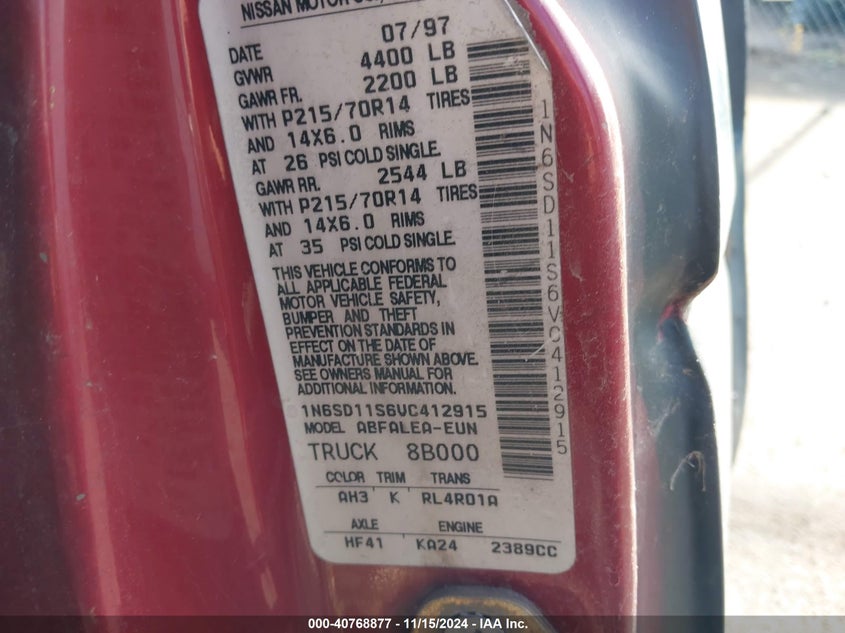 NISSAN MOTOR CO.,
DATE 07/97
GVWR 4400 LB
GAWR FR. 2200 LB
WITH P215/70R14 TIRES
AND 14X6.0 RIMS
AT 26 PSI COLD SINGLE.
GAWR RR. 2544 LB
WITH P215/70R14 TIRES
AND 14X6.0 RIMS
AT 35 PSI COLD SINGLE.
THIS VEHICLE CONFORMS TO
ALL APPLICABLE FEDERAL
MOTOR VEHICLE SAFETY,
BUMPER AND THEFT
PREVENTION STANDARDS IN
EFFECT ON THE DATE OF
MANUFACTURE SHOWN ABOVE.
SEE OWNERS MANUAL FOR
ADDITIONAL INFORMATION.
1N6SD11S6VC412915
MODEL ABFALEA-EUN
TRUCK 8B000
COLOR TRIM TRANS
AH3 K RL4R01A
AXLE ENGINE
HF41 KA24 2389CC
1N6SD11S6VC412915
000-40768877 - 11/15/2024 - IAA Inc.